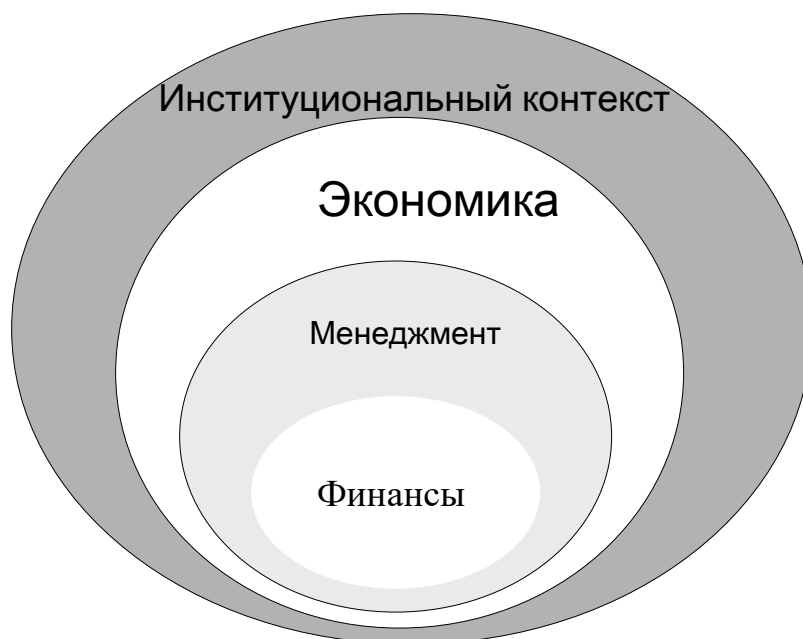 Институциональный контекст
Экономика
Менеджмент
Финансы